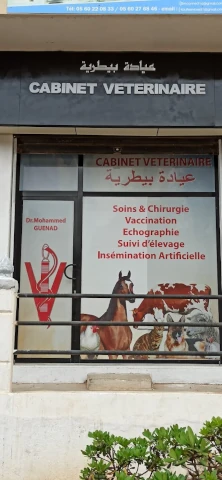 عيادة بيطرية
CABINET VETERINAIRE
CABINET VETERINAIRE
عيادة بيطرية
Dr.Mohammed
GUENAD
Soins & Chirurgie
Vaccination
Echographie
Suivi d'élevage
Insémination Artificielle